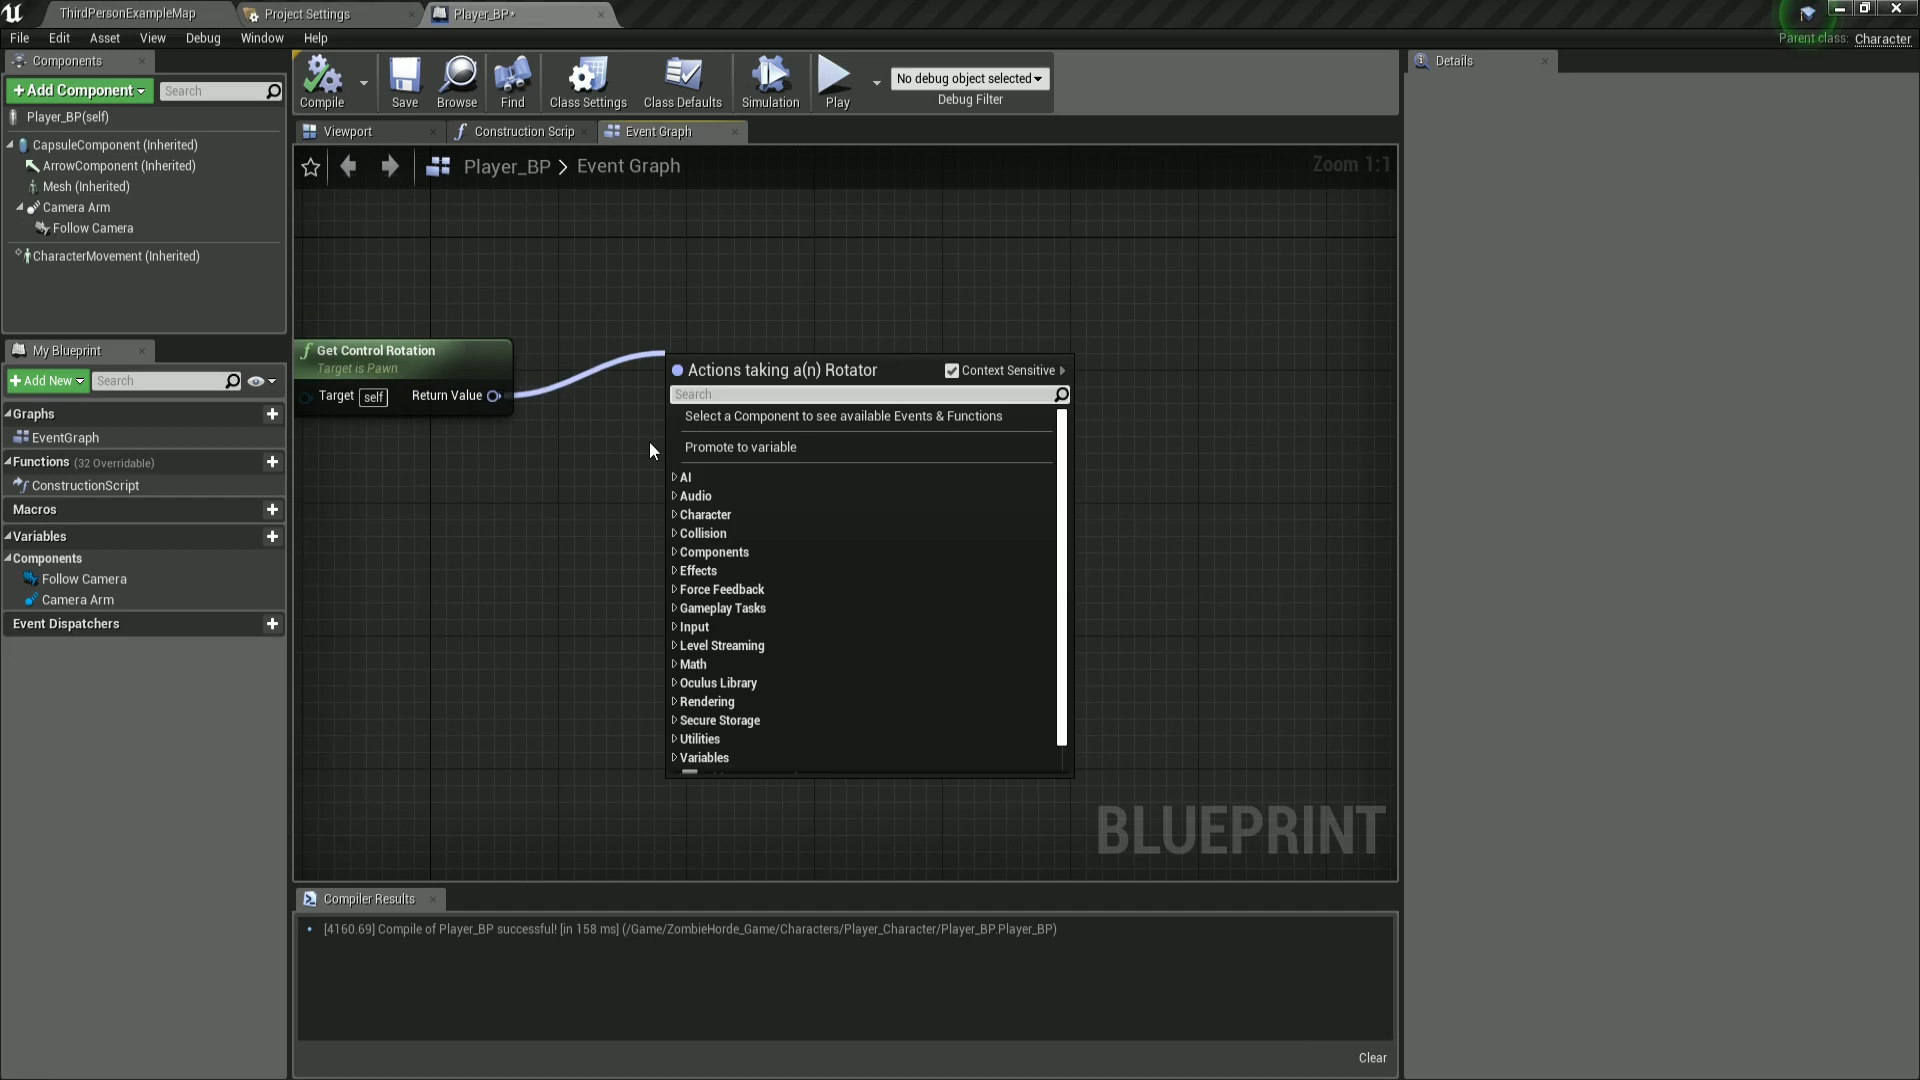 ThirdPersonExampleMap
Project Settings
Player_BP*
File Edit Asset View Debug Window Help
Parent class: Character
Components
+Add Component
Search
Player_BP(self)
CapsuleComponent (Inherited)
ArrowComponent (Inherited)
Mesh (Inherited)
Camera Arm
Follow Camera
CharacterMovement (Inherited)
Compile
Save
Browse
Find
Class Settings
Class Defaults
Simulation
Play
No debug object selected
Debug Filter
Viewport
Construction Scrip
Event Graph
Player_BP > Event Graph
Zoom 1:1
My Blueprint
+Add New
Search
Graphs
EventGraph
Functions (32 Overridable)
ConstructionScript
Macros
Variables
Components
Follow Camera
Camera Arm
Event Dispatchers
Get Control Rotation
Target is Pawn
Target self
Return Value
Actions taking a(n) Rotator
Context Sensitive
Search
Select a Component to see available Events & Functions
Promote to variable
AI
Audio
Character
Collision
Components
Effects
Force Feedback
Gameplay Tasks
Input
Level Streaming
Math
Oculus Library
Rendering
Secure Storage
Utilities
Variables
BLUEPRINT
Compiler Results
[4160.69] Compile of Player_BP successful! [in 158 ms] (/Game/ZombieHorde_Game/Characters/Player_Character/Player_BP.Player_BP)
Clear
Details